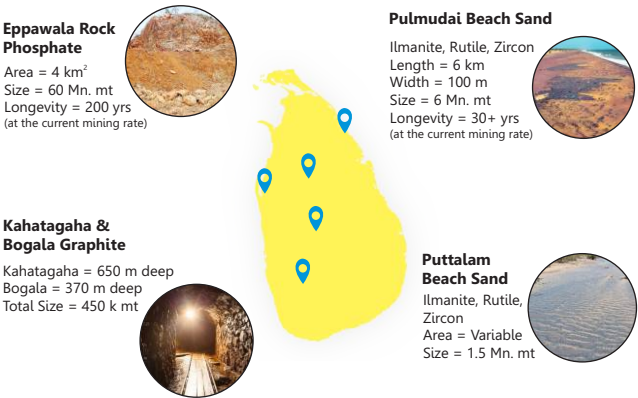 Eppawala Rock
Phosphate
Area = 4 km²
Size = 60 Mn. mt
Longevity = 200 yrs
(at the current mining rate)
Pulmudai Beach Sand
Ilmanite, Rutile, Zircon
Length = 6 km
Width = 100 m
Size = 6 Mn. mt
Longevity = 30+ yrs
(at the current mining rate)
Kahatagaha &
Bogala Graphite
Kahatagaha = 650 m deep
Bogala = 370 m deep
Total Size = 450 k mt
Puttalam
Beach Sand
Ilmanite, Rutile,
Zircon
Area = Variable
Size = 1.5 Mn. mt